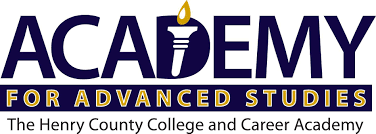 ACADEMY
FOR ADVANCED STUDIES
The Henry County College and Career Academy